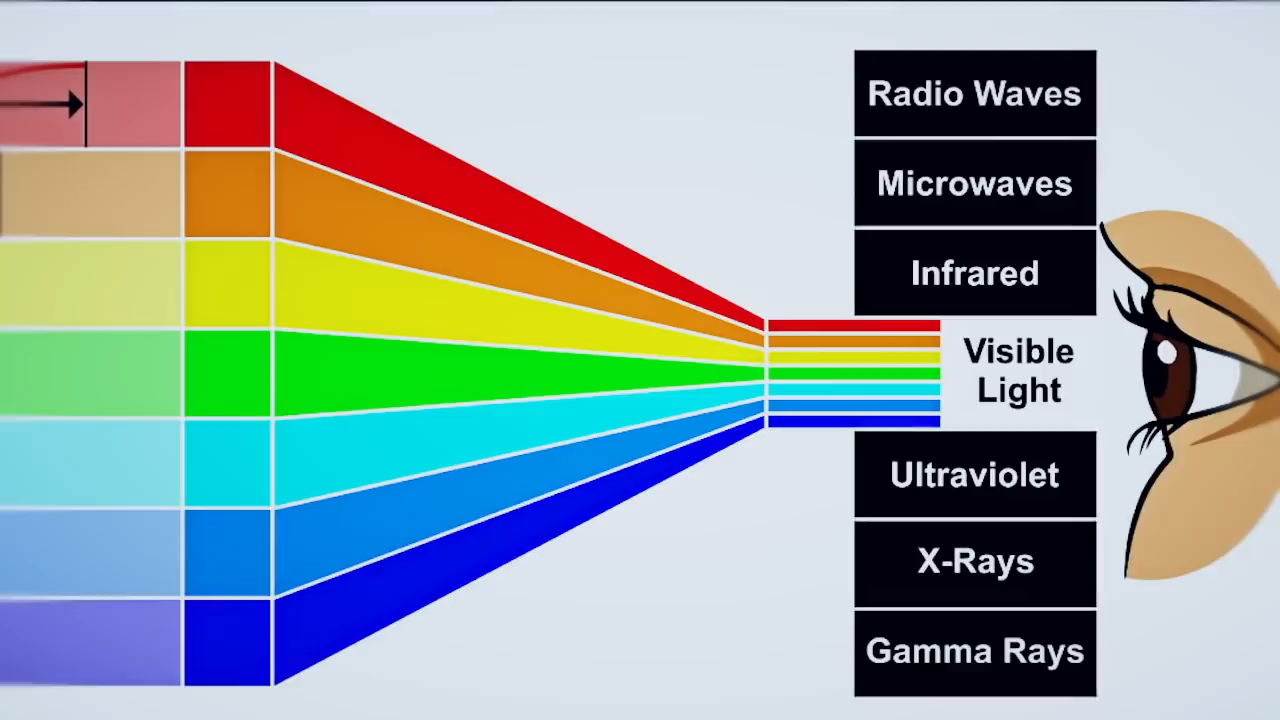 Radio Waves
Microwaves
Infrared
Visible
Light
Ultraviolet
X-Rays
Gamma Rays